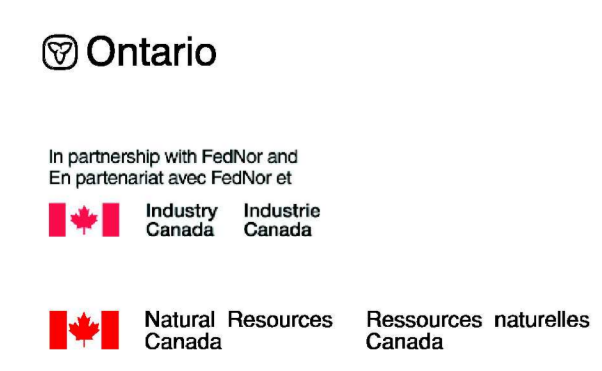 Ontario
In partnership with FedNor and
En partenariat avec FedNor et
Industry Industrie
Canada Canada
Natural Resources Ressources naturelles
Canada Canada